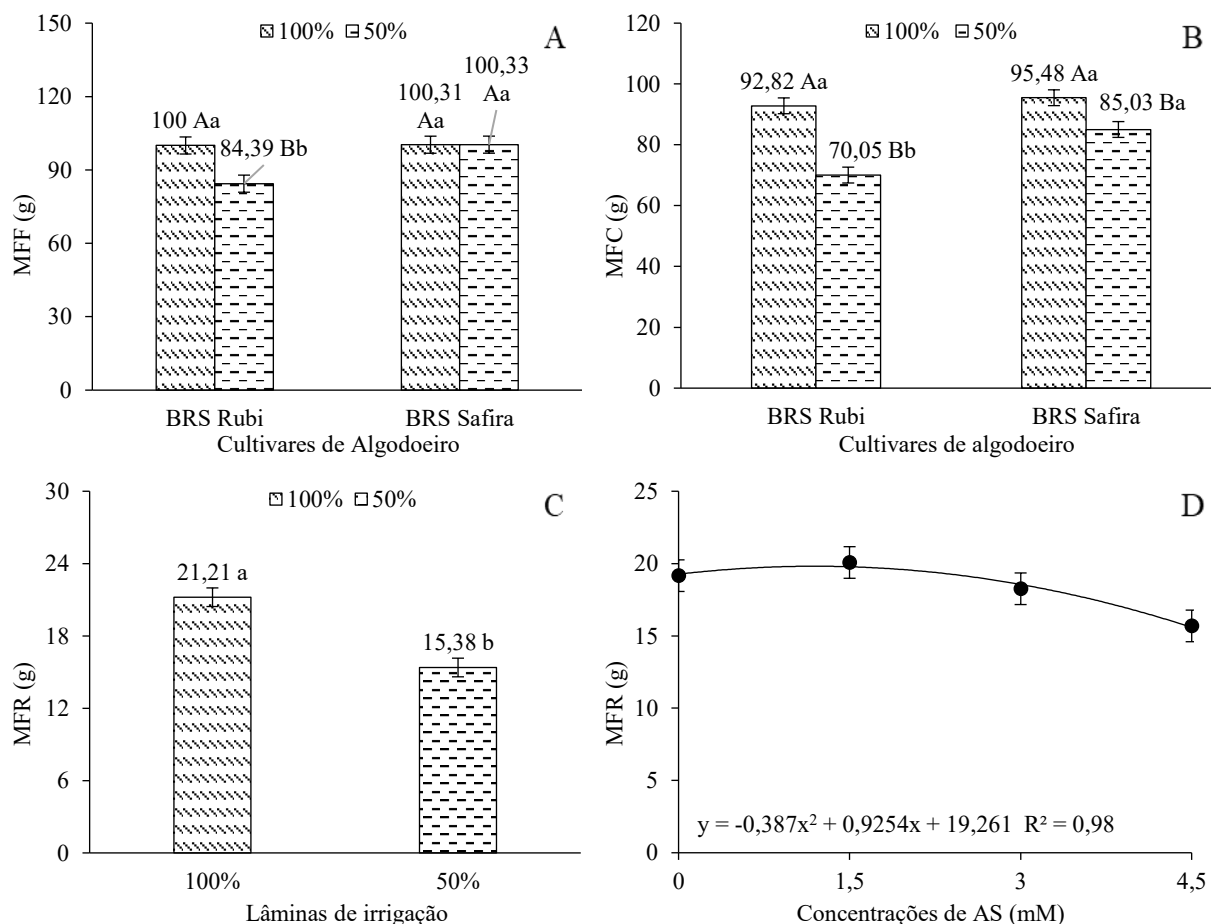 A
100% 50%
150
120
90
60
30
0
MFF (g)
100 Aa
84,39 Bb
100,31
Aa
100,33
Aa
BRS Rubi BRS Safira
Cultivares de Algodoeiro
B
100% 50%
120
100
80
60
40
20
0
MFC (g)
92,82 Aa
70,05 Bb
95,48 Aa
85,03 Ba
BRS Rubi BRS Safira
Cultivares de algodoeiro
C
100% 50%
30
24
18
12
6
0
MFR (g)
21,21 a
15,38 b
100% 50%
Lâminas de irrigação
D
25
20
15
10
5
0
MFR (g)
y = -0,387x² + 0,9254x + 19,261 R² = 0,98
0 1,5 3 4,5
Concentrações de AS (mM)